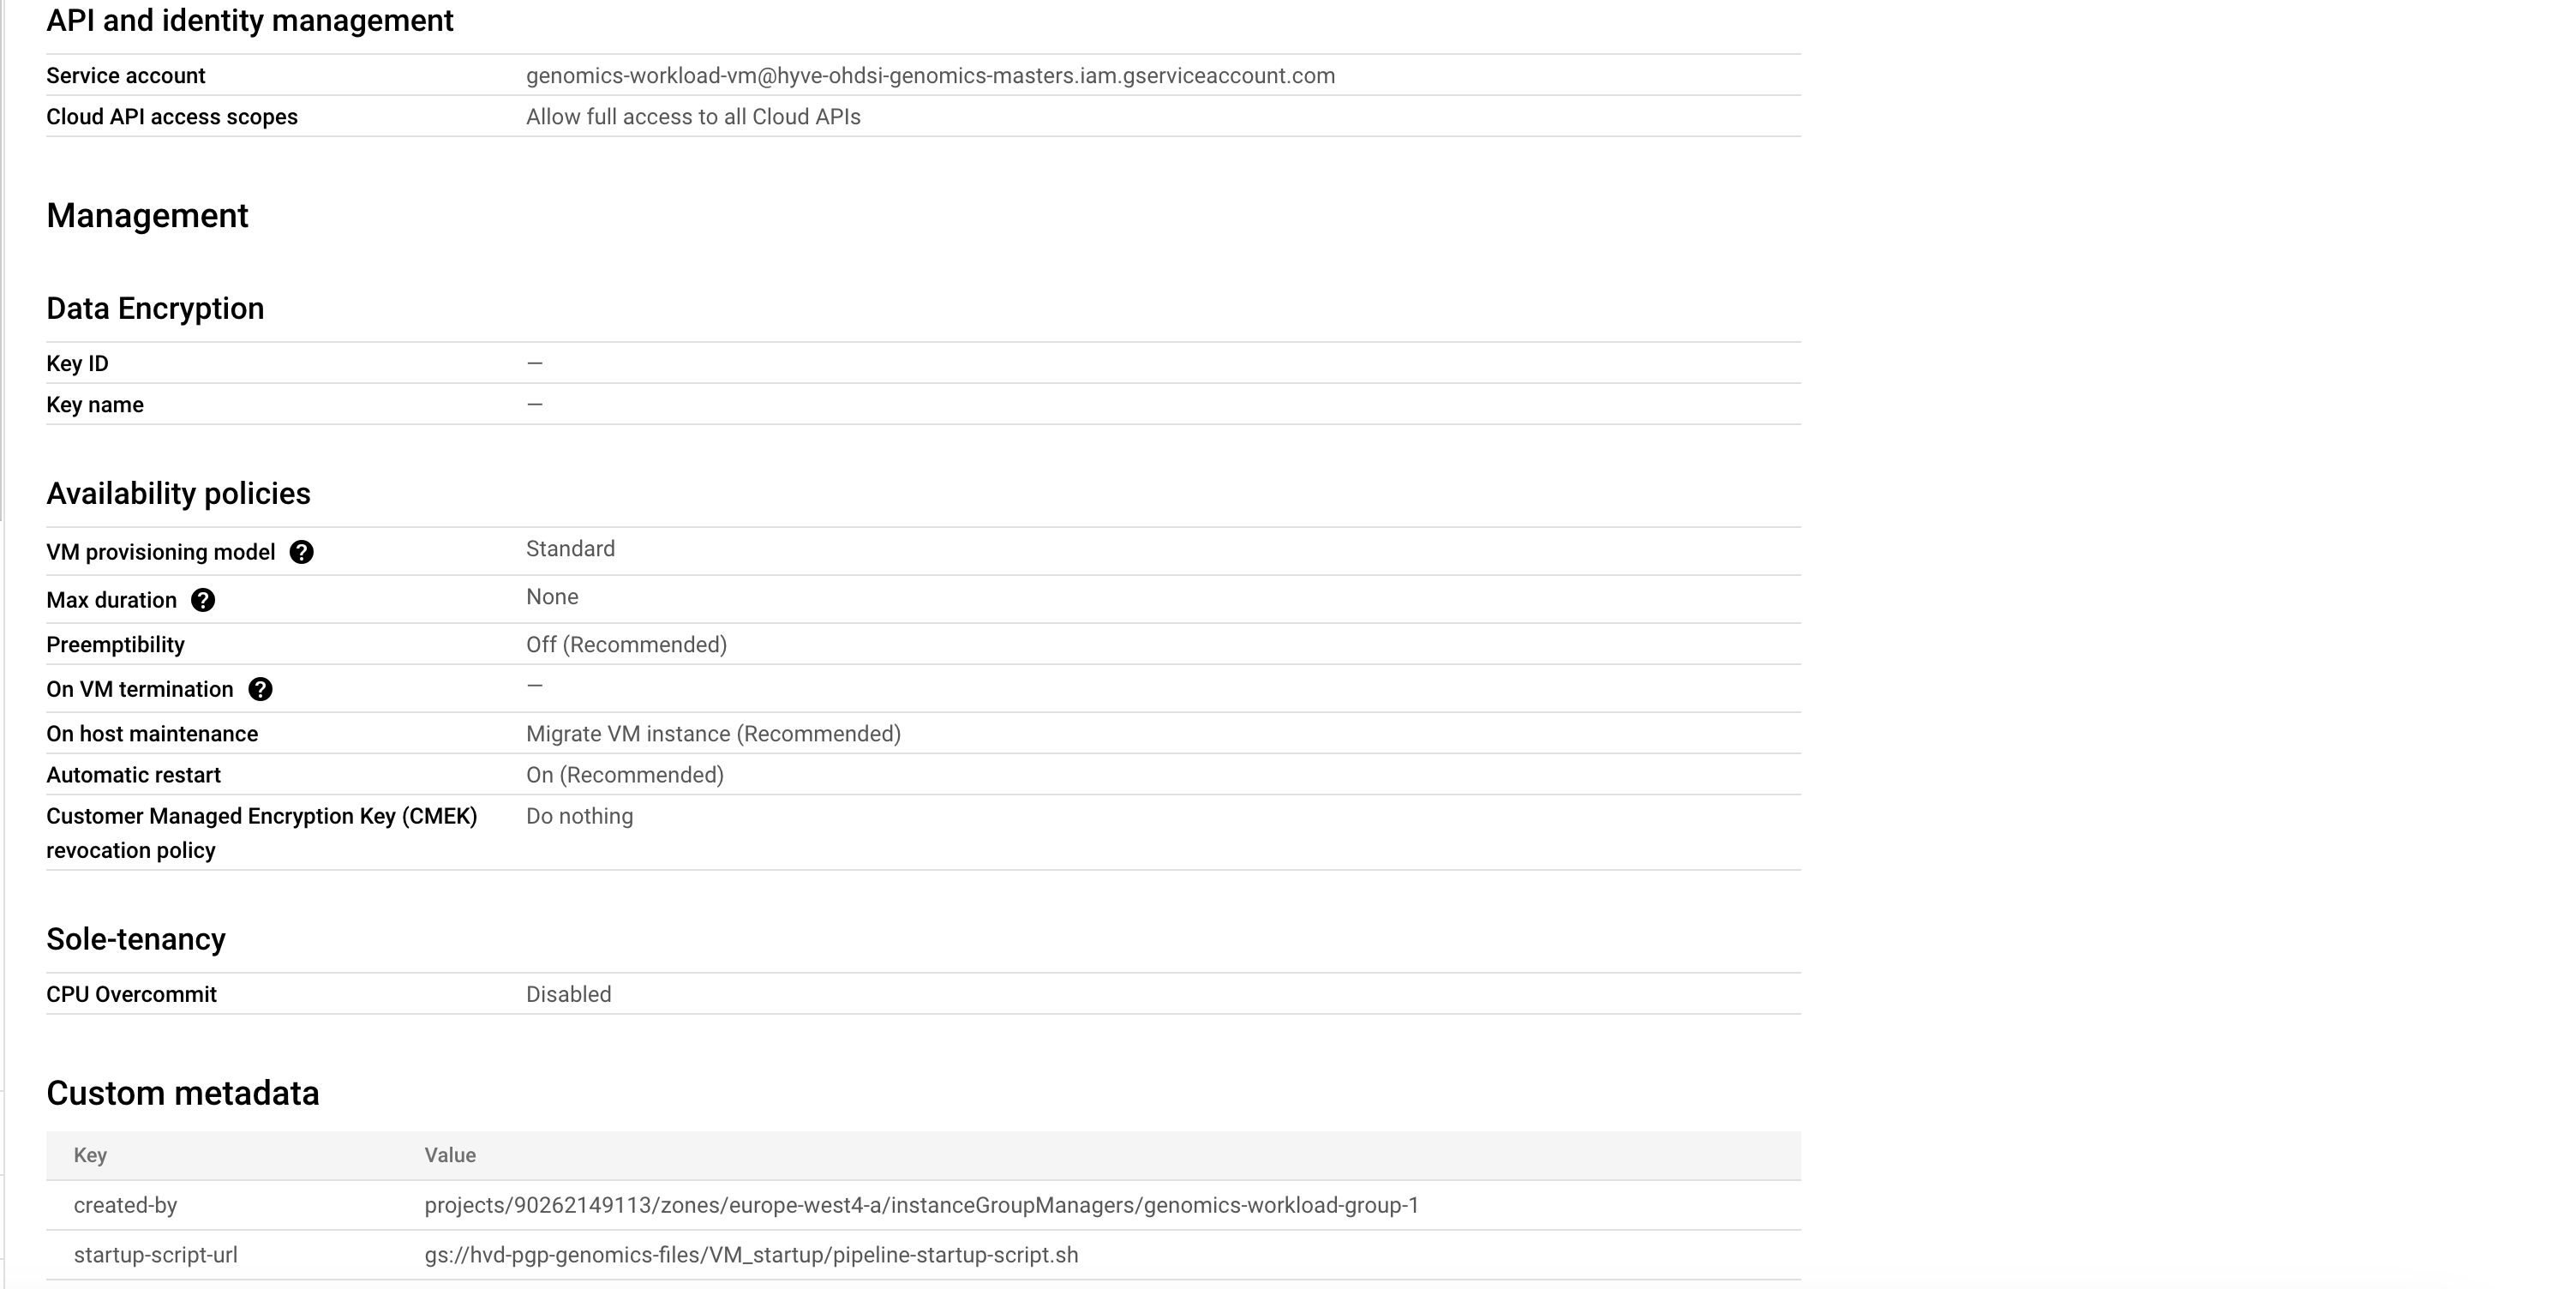 API and identity management
Service account genomics-workload-vm@hyve-ohdsi-genomics-masters.iam.gserviceaccount.com
Cloud API access scopes Allow full access to all Cloud APIs
Management
Data Encryption
Key ID —
Key name —
Availability policies
VM provisioning model ? Standard
Max duration ? None
Preemptibility Off (Recommended)
On VM termination ? —
On host maintenance Migrate VM instance (Recommended)
Automatic restart On (Recommended)
Customer Managed Encryption Key (CMEK) Do nothing
revocation policy
Sole-tenancy
CPU Overcommit Disabled
Custom metadata
Key Value
created-by projects/90262149113/zones/europe-west4-a/instanceGroupManagers/genomics-workload-group-1
startup-script-url gs://hvd-pgp-genomics-files/VM_startup/pipeline-startup-script.sh